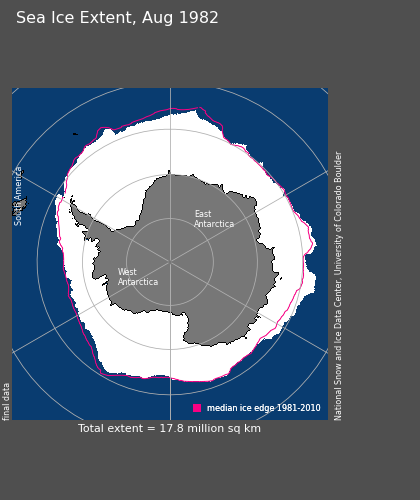 Sea Ice Extent, Aug 1982
South America
East
Antarctica
West
Antarctica
National Snow and Ice Data Center, University of Colorado Boulder
final data
median ice edge 1981-2010
Total extent = 17.8 million sq km